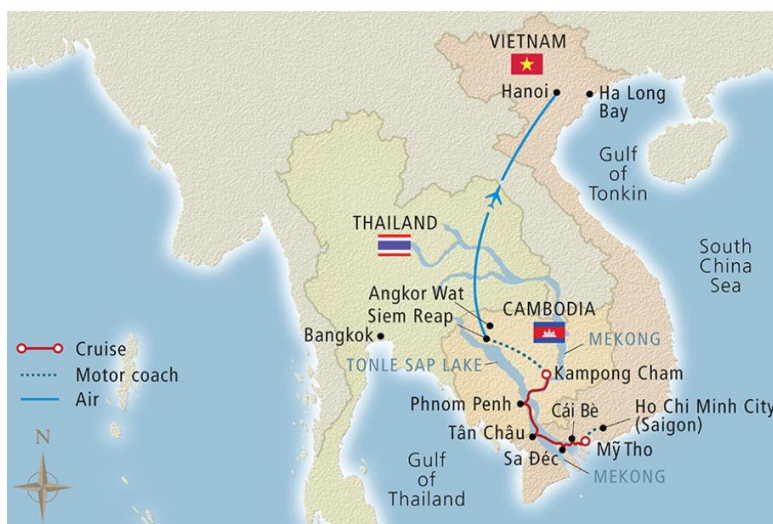 VIETNAM
Hanoi
Ha Long
Bay
Gulf
of
Tonkin
THAILAND
South
China
Sea
Angkor Wat
Siem Reap
CAMBODIA
Bangkok
MEKONG
Cruise
Motor coach
Air
TONLE SAP LAKE
Kampong Cham
Phnom Penh
Cái Bè
Ho Chi Minh City
(Saigon)
Tân Châu
Mỹ Tho
Sa Đéc
MEKONG
Gulf
of
Thailand
N